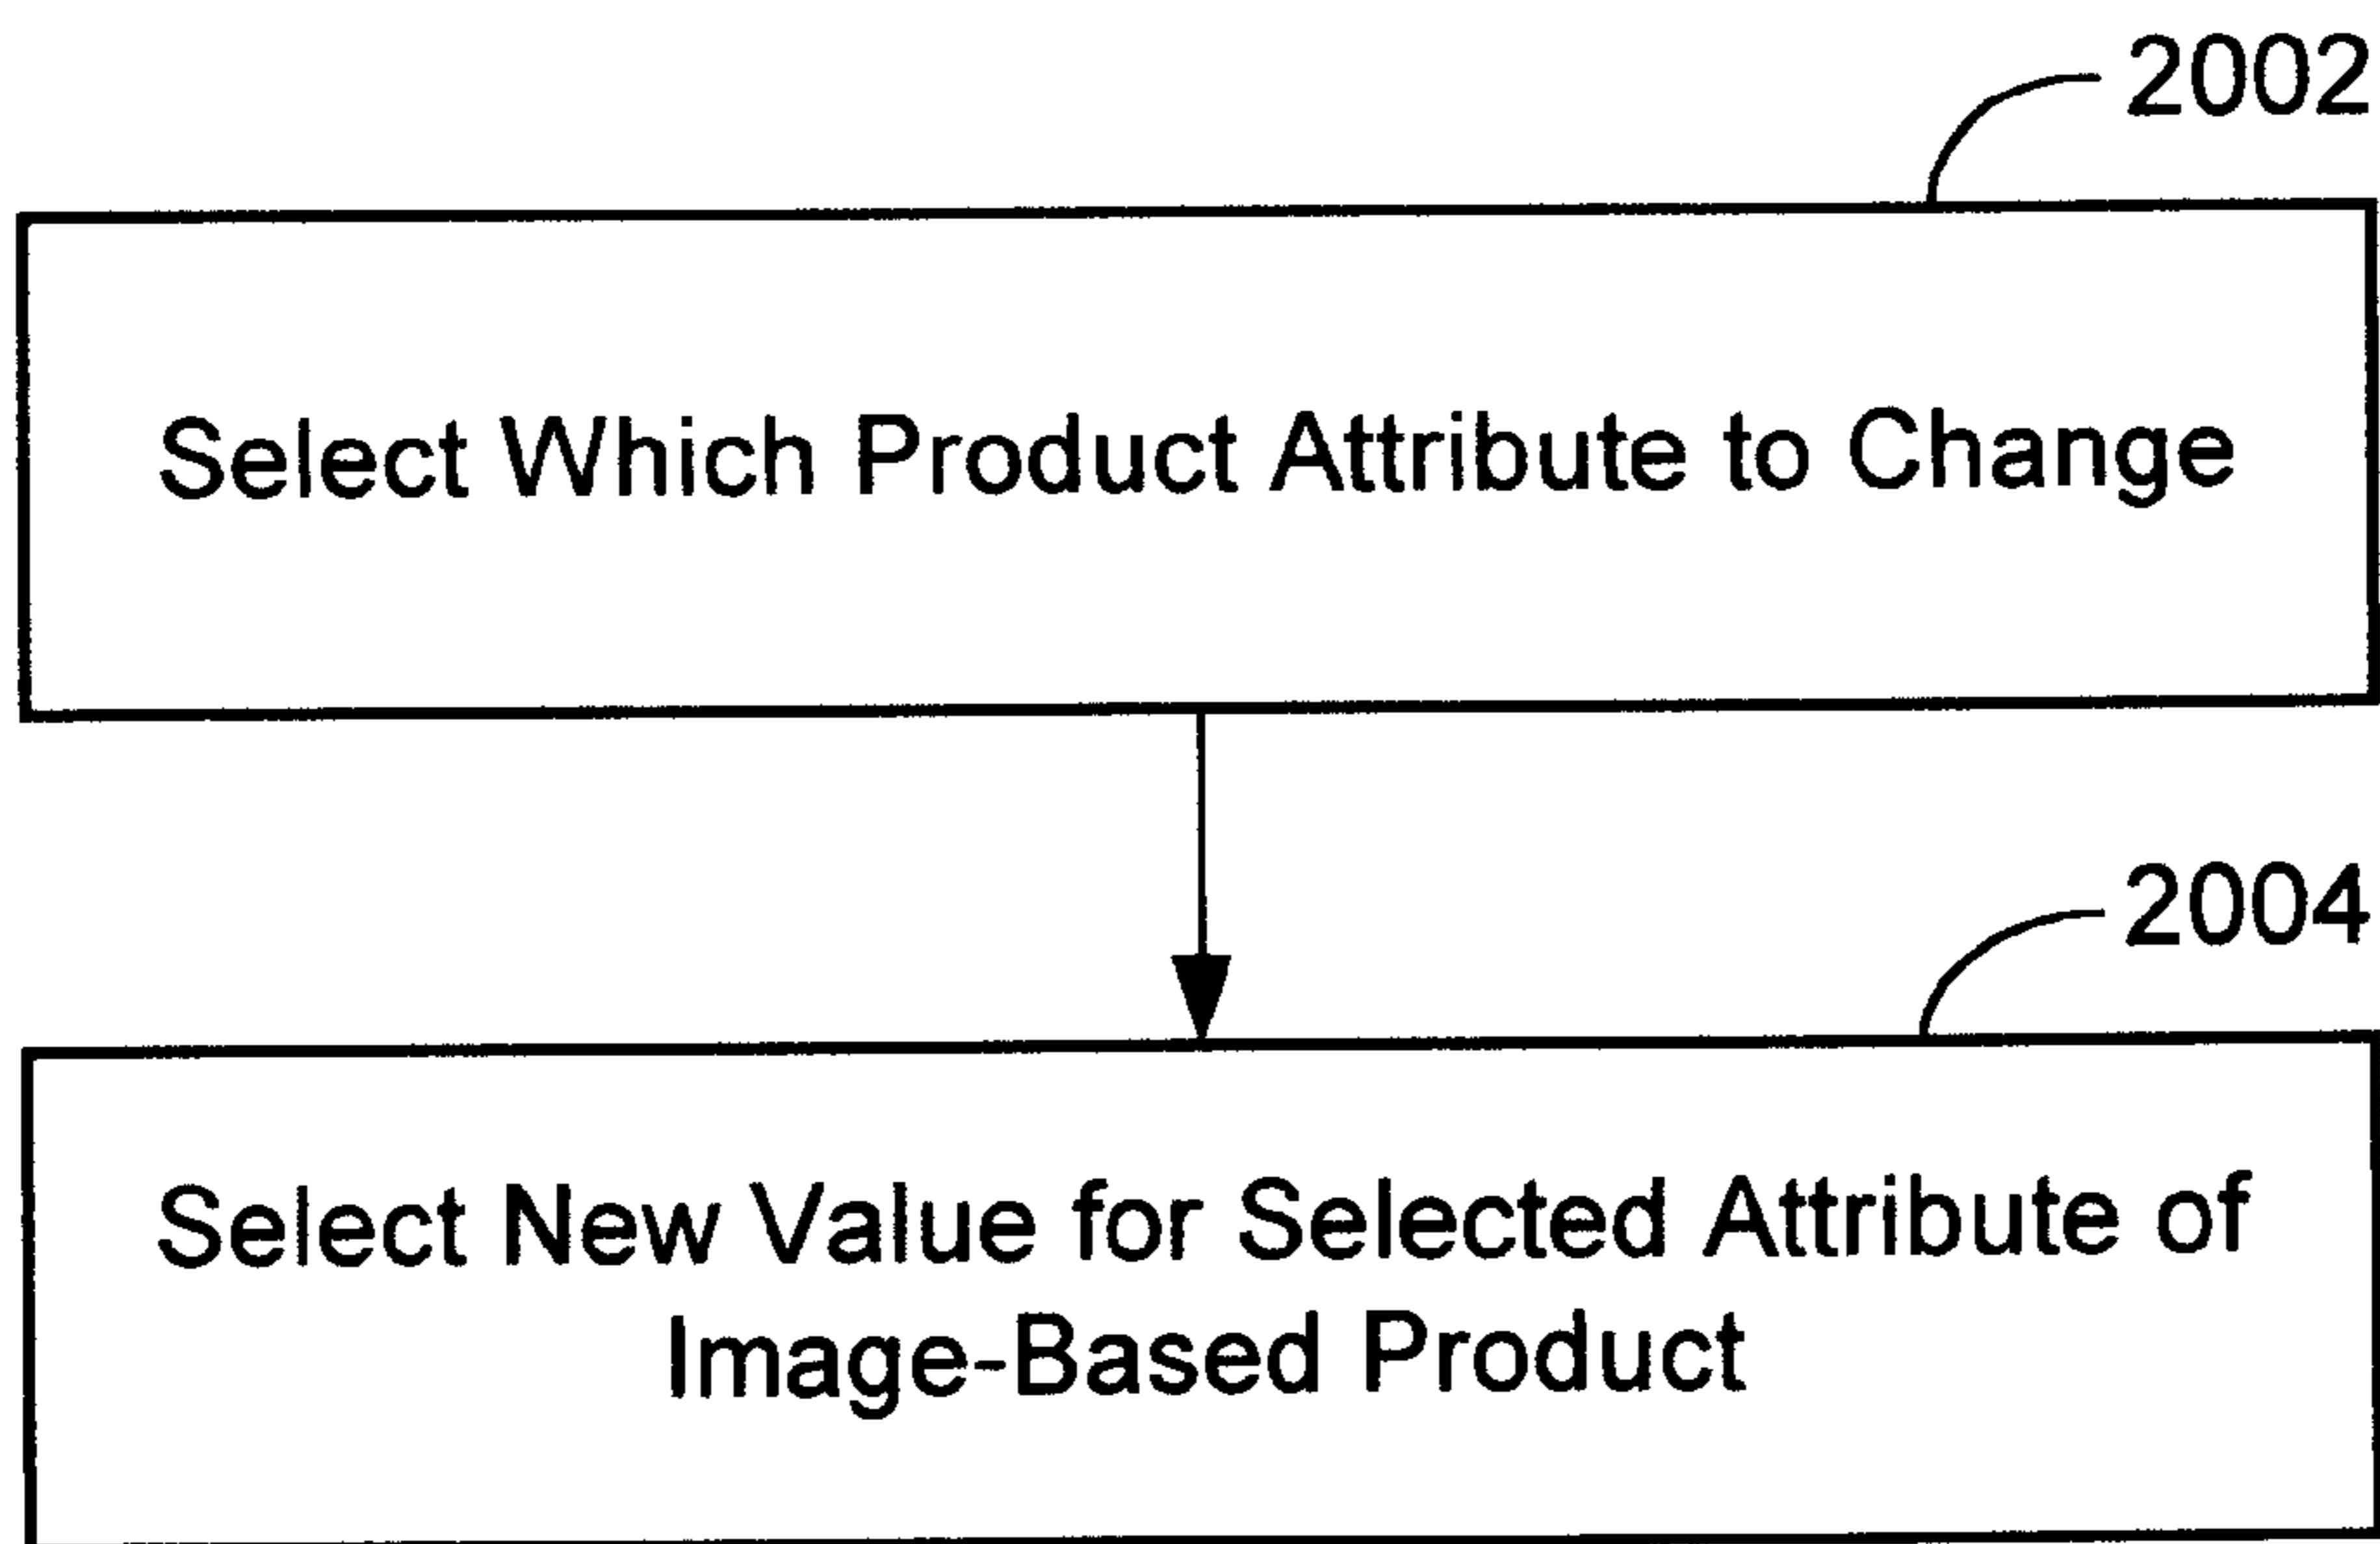 2002
Select Which Product Attribute to Change
2004
Select New Value for Selected Attribute of
Image-Based Product